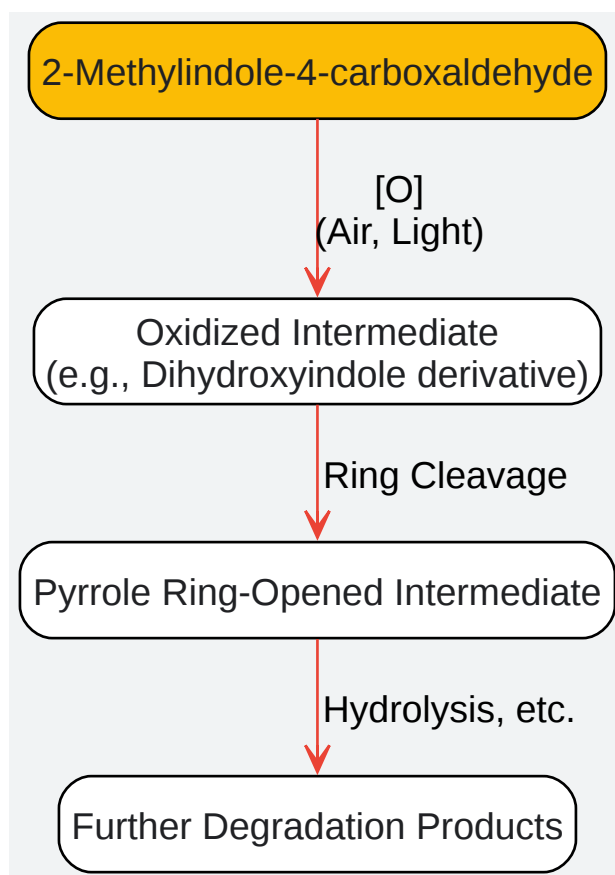 2-Methylindole-4-carboxaldehyde
[O]
(Air, Light)
Oxidized Intermediate
(e.g., Dihydroxyindole derivative)
Ring Cleavage
Pyrrole Ring-Opened Intermediate
Hydrolysis, etc.
Further Degradation Products